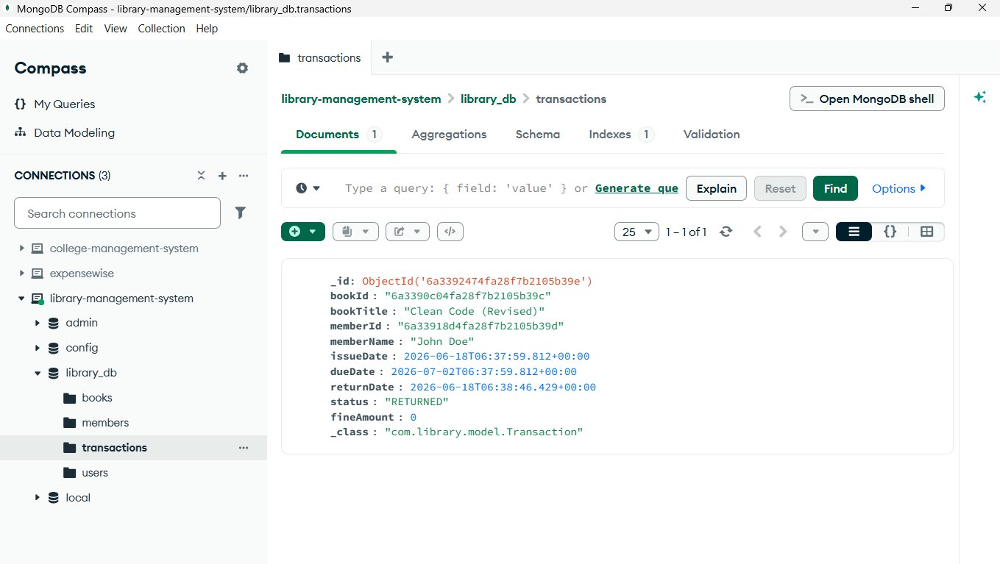 MongoDB Compass - library-management-system/library_db.transactions
Connections Edit View Collection Help
Compass
My Queries
Data Modeling
CONNECTIONS (3)
Search connections
college-management-system
expensewise
library-management-system
admin
config
library_db
books
members
transactions
users
local
transactions
library-management-system > library_db > transactions
>_ Open MongoDB shell
Documents 1 Aggregations Schema Indexes 1 Validation
Type a query: { field: 'value' } or Generate que Explain Reset Find Options
25 1 – 1 of 1
_id: ObjectId('6a3392474fa28f7b2105b39e')
bookId : "6a3390c04fa28f7b2105b39c"
bookTitle : "Clean Code (Revised)"
memberId : "6a33918d4fa28f7b2105b39d"
memberName : "John Doe"
issueDate : 2026-06-18T06:37:59.812+00:00
dueDate : 2026-07-02T06:37:59.812+00:00
returnDate : 2026-06-18T06:38:46.429+00:00
status : "RETURNED"
fineAmount : 0
_class : "com.library.model.Transaction"